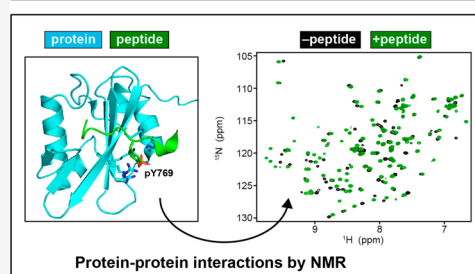 protein peptide
–peptide +peptide
105
110
115
120
125
130
¹⁵N (ppm)
9 8 7
¹H (ppm)
pY769
Protein-protein interactions by NMR